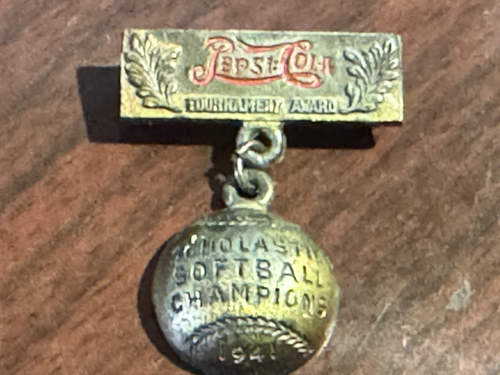 PEPSI-COLA
TOURNAMENT AWARD
SCHOLASTIC
SOFTBALL
CHAMPIONS
1941